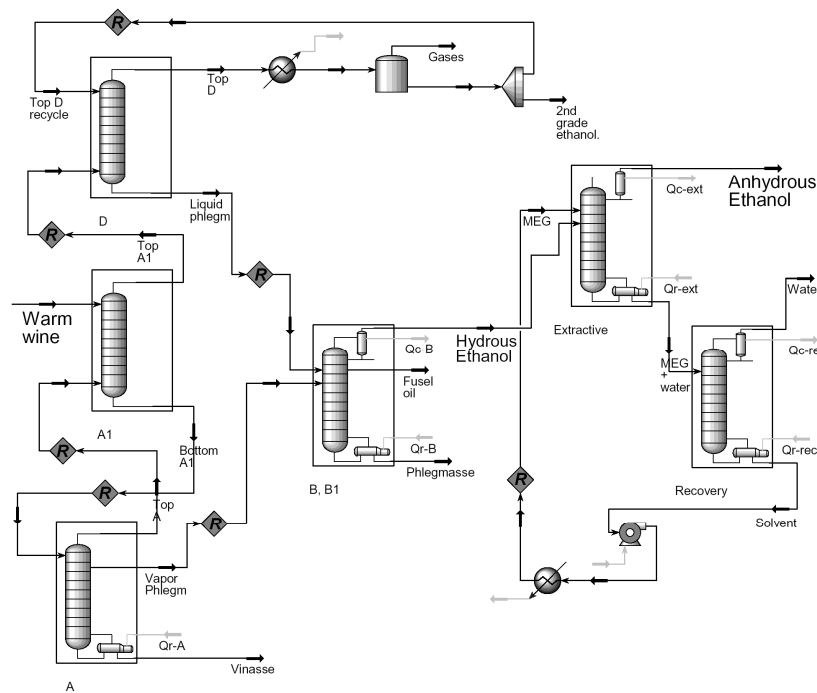 R
Top
D
Gases
Top D
recycle
2nd
grade
ethanol.
Qc-ext
Anhydrous
Ethanol
MEG
Liquid
phlegm
D
R
Top
A1
R
Qr-ext
Wate
Warm
wine
Extractive
Hydrous
Ethanol
Qc-B
Qc-re
MEG
+
water
Fusel
oil
A1
Bottom
A1
R
Qr-B
Qr-rec
Phlegmasse
B, B1
R
R
Recovery
Top
A
R
Solvent
Vapor
Phlegm
Qr-A
Vinasse
A